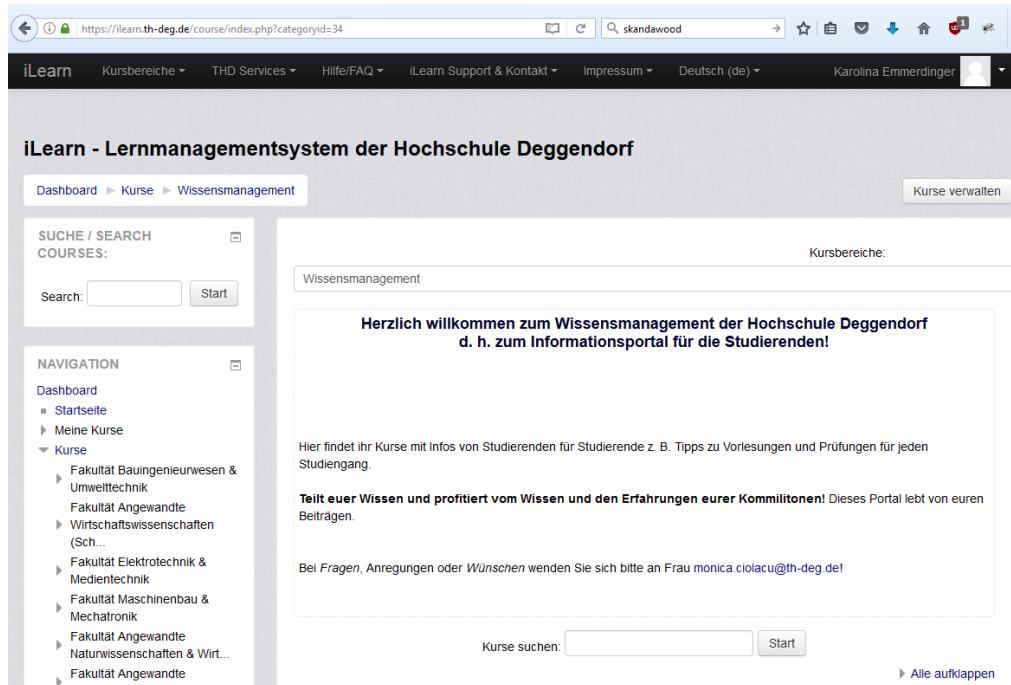 https://ilearn.th-deg.de/course/index.php?categoryid=34
skandawood
1
iLearn Kursbereiche THD Services Hilfe/FAQ iLearn Support & Kontakt Impressum Deutsch (de) Karolina Emmerdinger
iLearn - Lernmanagementsystem der Hochschule Deggendorf
Dashboard Kurse Wissensmanagement
Kurse verwalten
SUCHE / SEARCH
COURSES:
Search: Start
NAVIGATION
Dashboard
Startseite
Meine Kurse
Kurse
Fakultät Bauingenieurwesen &
Umwelttechnik
Fakultät Angewandte
Wirtschaftswissenschaften
(Sch...
Fakultät Elektrotechnik &
Medientechnik
Fakultät Maschinenbau &
Mechatronik
Fakultät Angewandte
Naturwissenschaften & Wirt...
Fakultät Angewandte
Kursbereiche:
Wissensmanagement
Herzlich willkommen zum Wissensmanagement der Hochschule Deggendorf
d. h. zum Informationsportal für die Studierenden!
Hier findet ihr Kurse mit Infos von Studierenden für Studierende z. B. Tipps zu Vorlesungen und Prüfungen für jeden
Studiengang.
Teilt euer Wissen und profitiert vom Wissen und den Erfahrungen eurer Kommilitonen! Dieses Portal lebt von euren
Beiträgen.
Bei Fragen, Anregungen oder Wünschen wenden Sie sich bitte an Frau monica.ciolacu@th-deg.de!
Kurse suchen: Start
Alle aufklappen